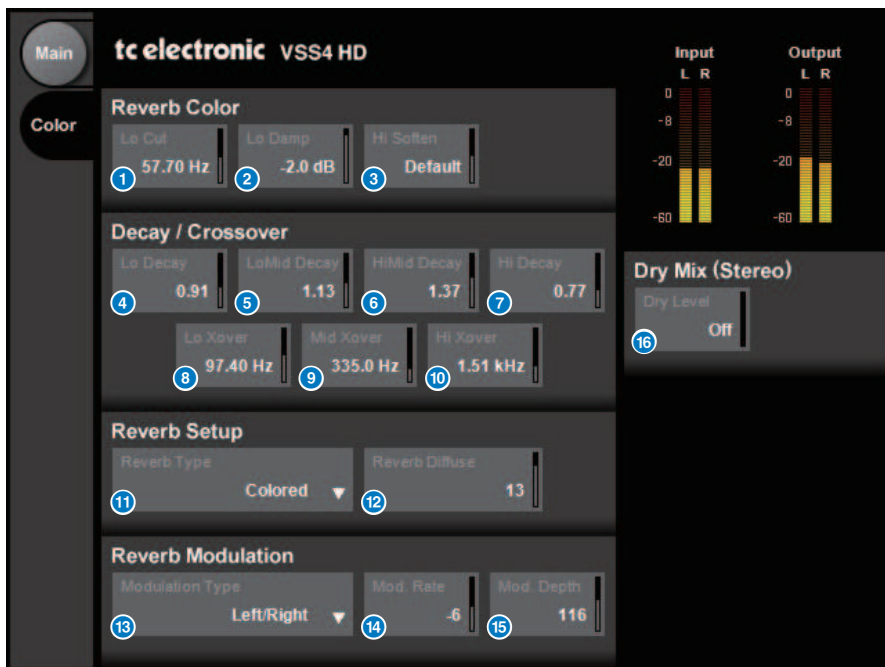 Main
Color
tc electronic VSS4 HD
Reverb Color
Lo Cut
Lo Damp
Hi Soften
1 57.70 Hz
2 -2.0 dB
3 Default
Decay / Crossover
Lo Decay
LoMid Decay
HiMid Decay
Hi Decay
4 0.91
5 1.13
6 1.37
7 0.77
Lo Xover
Mid Xover
Hi Xover
8 97.40 Hz
9 335.0 Hz
10 1.51 kHz
Reverb Setup
Reverb Type
Reverb Diffuse
11 Colored
12 13
Reverb Modulation
Modulation Type
Mod. Rate
Mod. Depth
13 Left/Right
14 -6
15 116
Input
Output
L R
L R
0
0
-8
-8
-20
-20
-60
-60
Dry Mix (Stereo)
Dry Level
16 Off